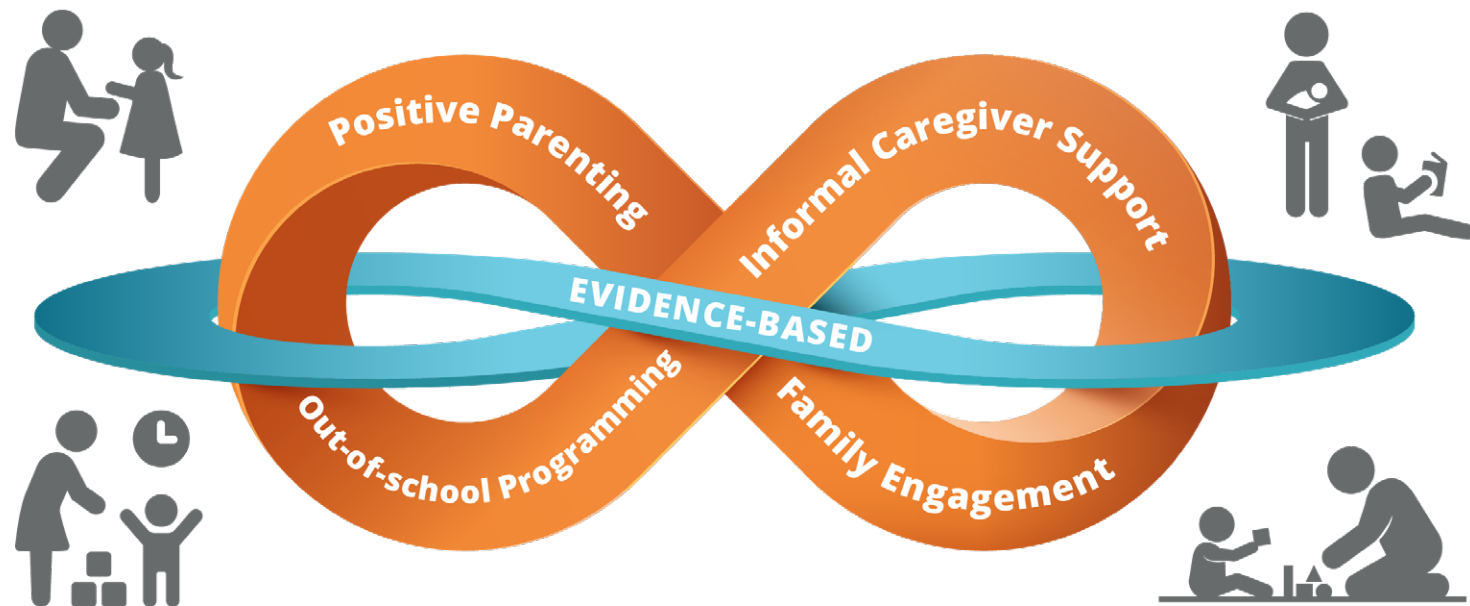 Positive Parenting
Informal Caregiver Support
EVIDENCE-BASED
Out-of-school Programming
Family Engagement